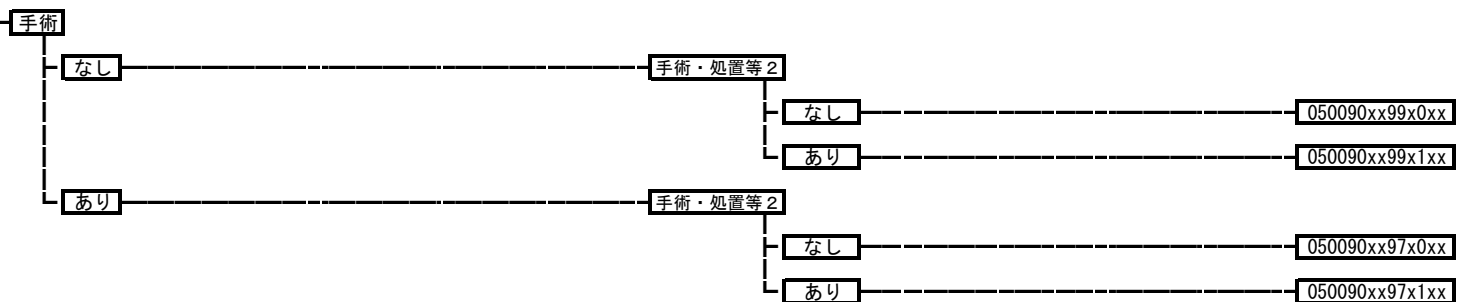 手術
なし 手術・処置等2
なし 050090xx99x0xx
あり 050090xx99x1xx
あり 手術・処置等2
なし 050090xx97x0xx
あり 050090xx97x1xx